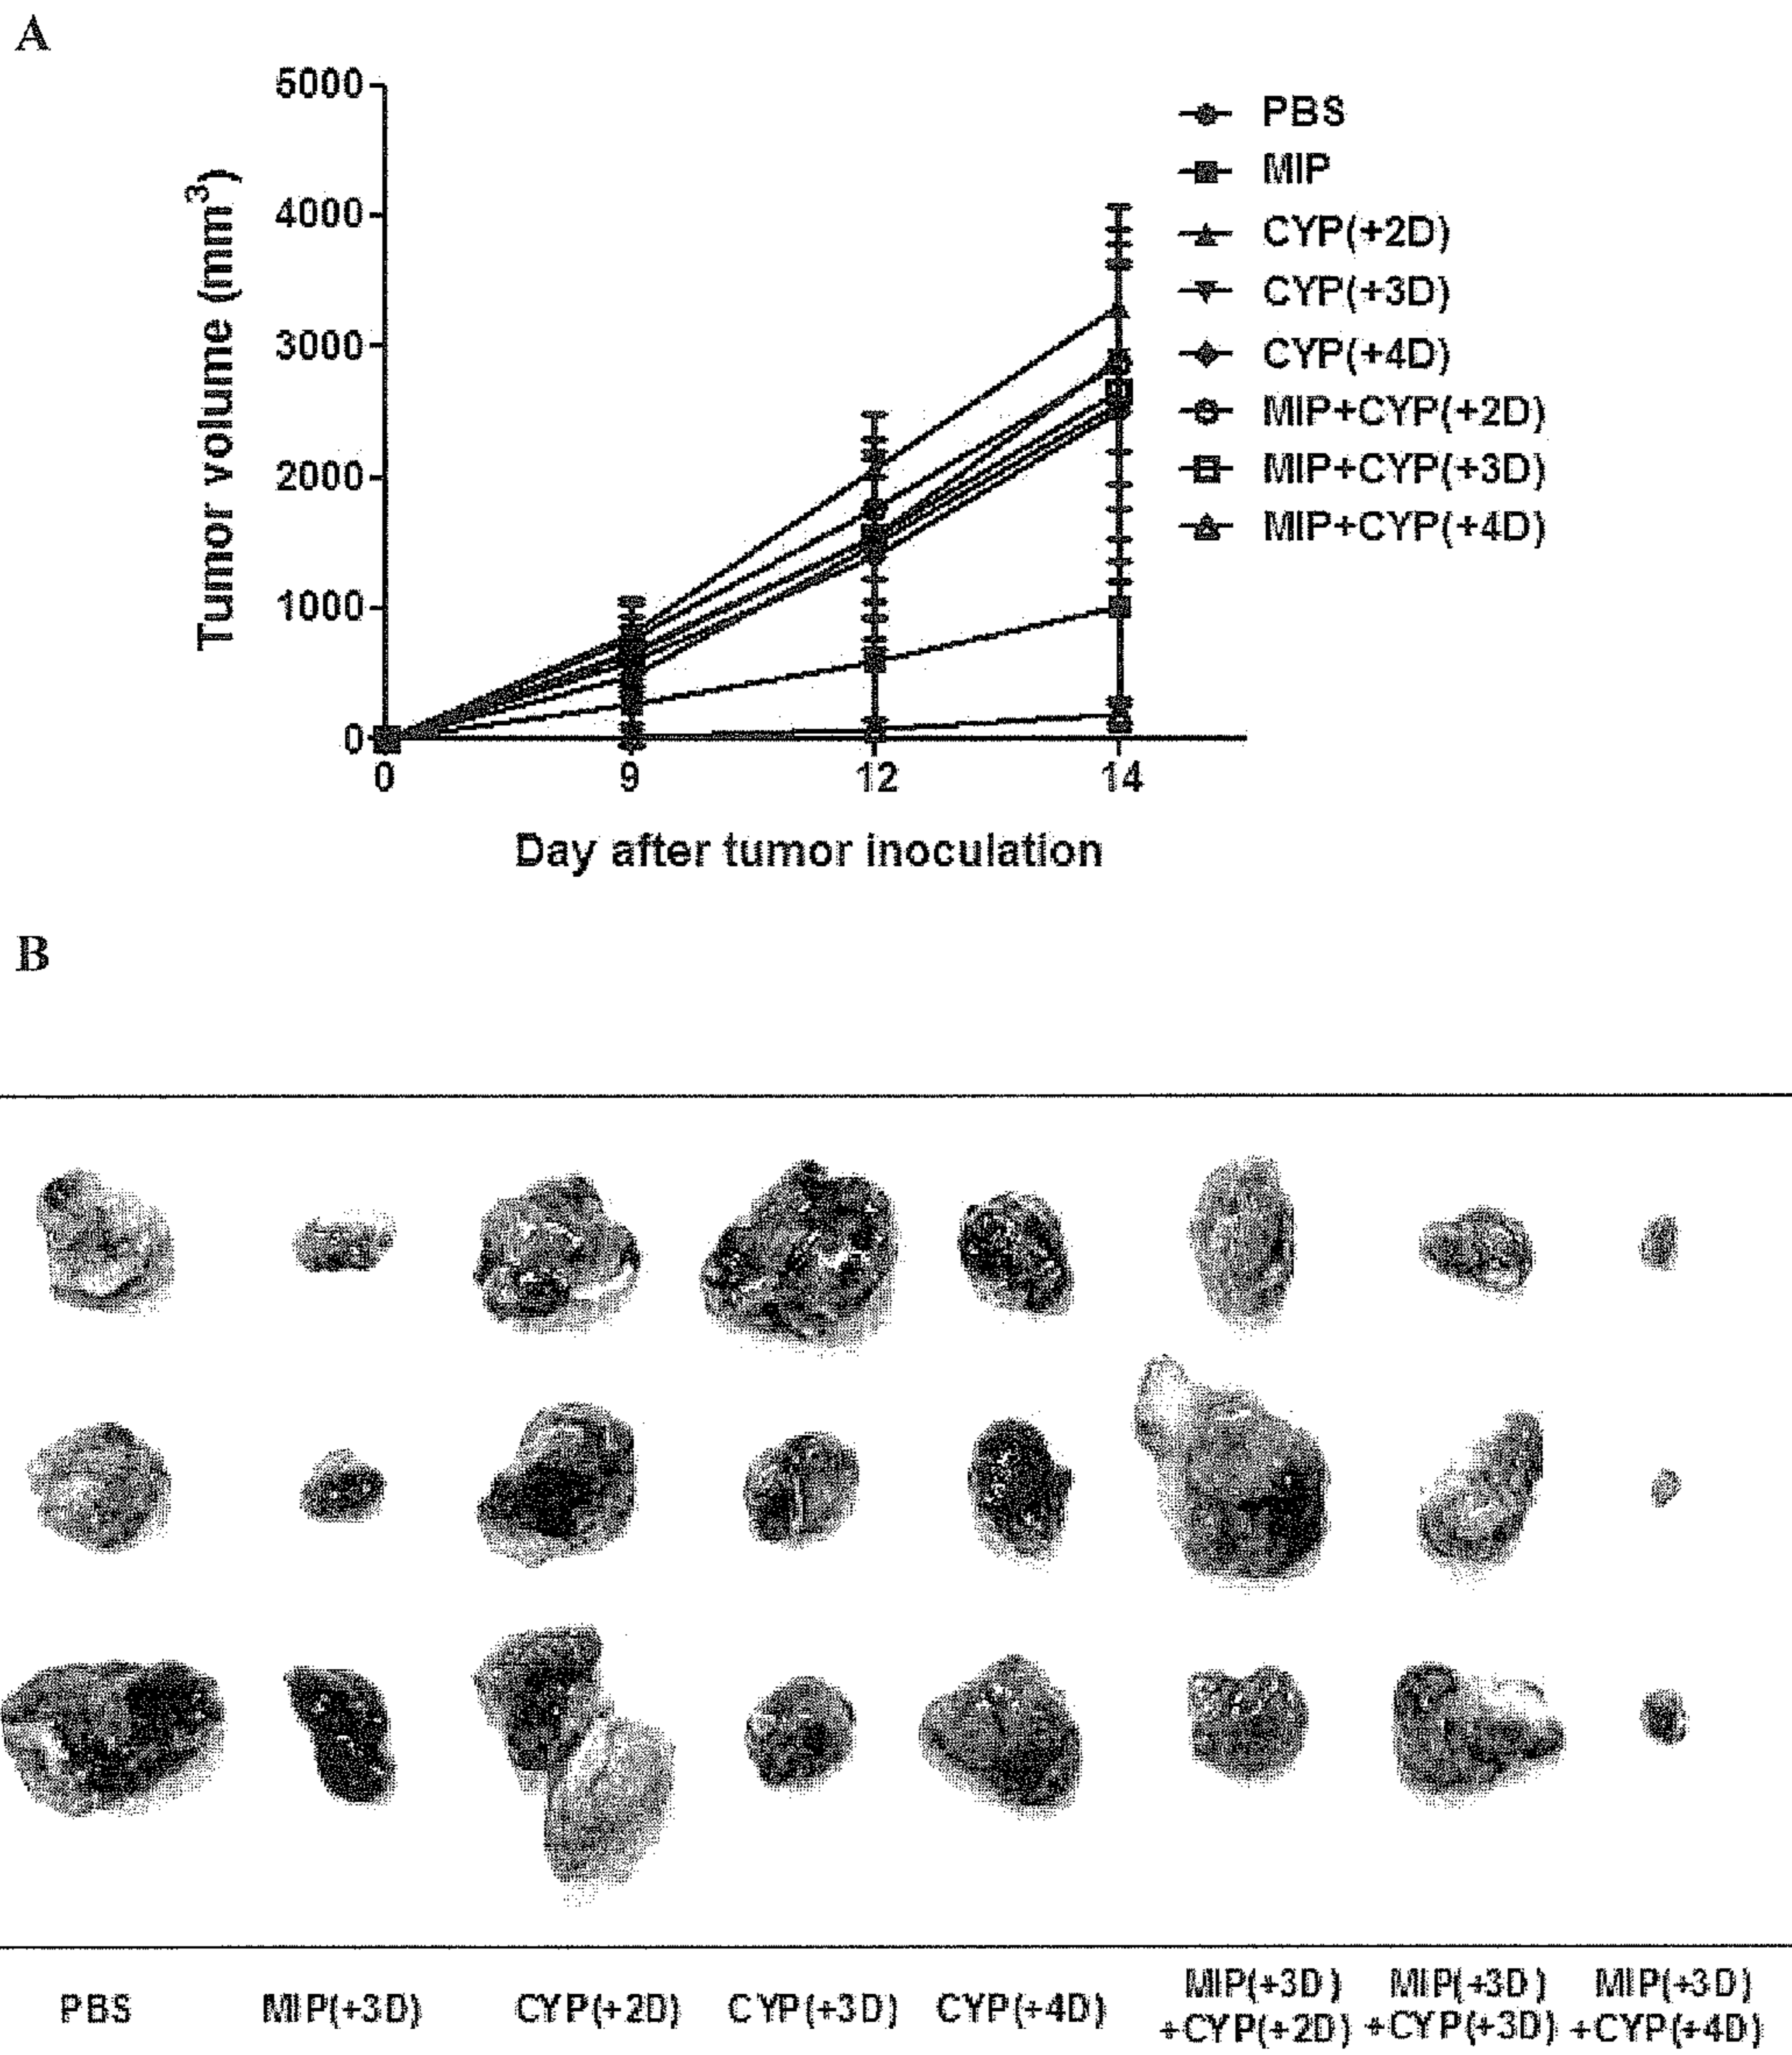 A
5000
4000
3000
2000
1000
0
Tumor volume (mm3)
0 9 12 14
Day after tumor inoculation
PBS
MIP
CYP(+2D)
CYP(+3D)
CYP(+4D)
MIP+CYP(+2D)
MIP+CYP(+3D)
MIP+CYP(+4D)
B
PBS MIP(+3D) CYP(+2D) CYP(+3D) CYP(+4D) MIP(+3D) MIP(+3D) MIP(+3D)
+CYP(+2D) +CYP(+3D) +CYP(+4D)